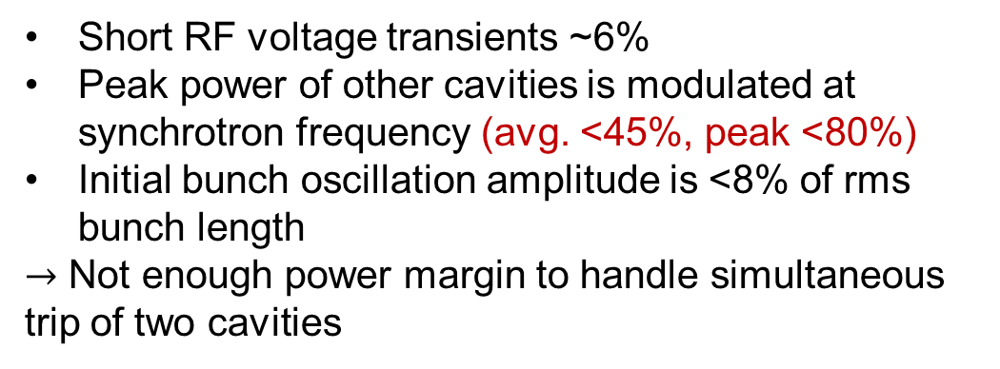 • Short RF voltage transients ~6%
• Peak power of other cavities is modulated at
synchrotron frequency (avg. <45%, peak <80%)
• Initial bunch oscillation amplitude is <8% of rms
bunch length
→ Not enough power margin to handle simultaneous
trip of two cavities